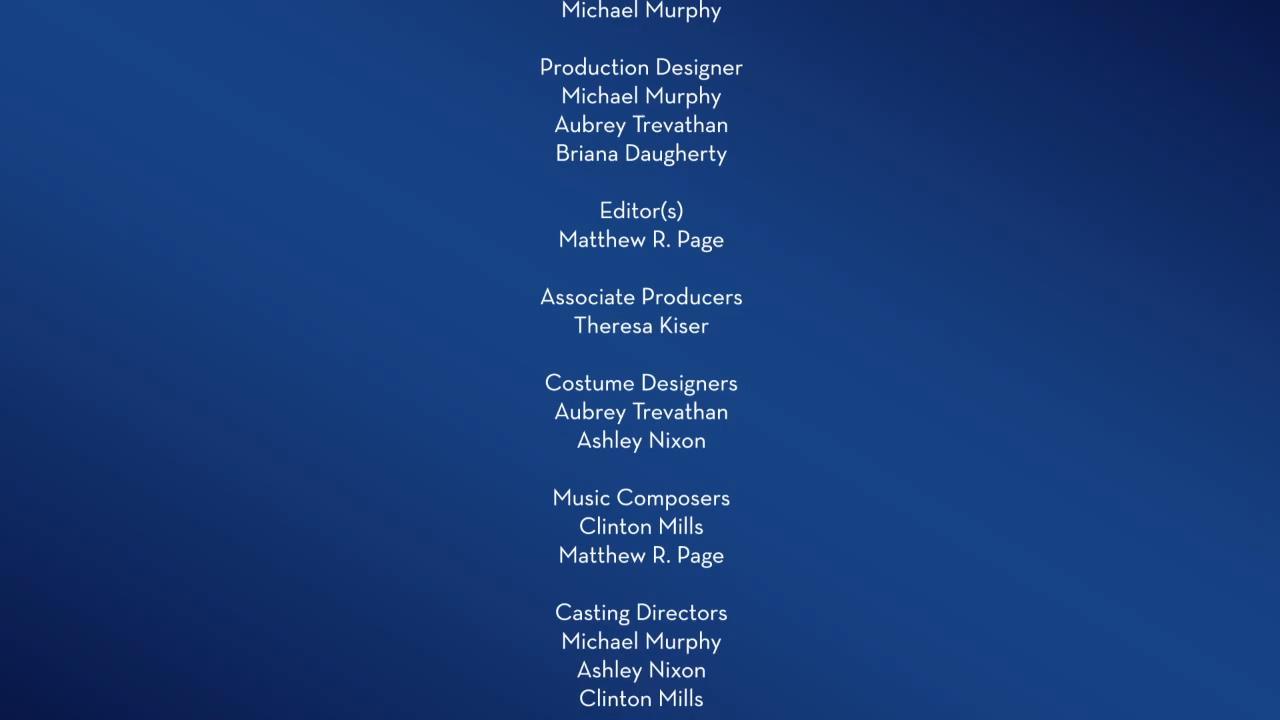 Michael Murphy
Production Designer
Michael Murphy
Aubrey Trevathan
Briana Daugherty
Editor(s)
Matthew R. Page
Associate Producers
Theresa Kiser
Costume Designers
Aubrey Trevathan
Ashley Nixon
Music Composers
Clinton Mills
Matthew R. Page
Casting Directors
Michael Murphy
Ashley Nixon
Clinton Mills